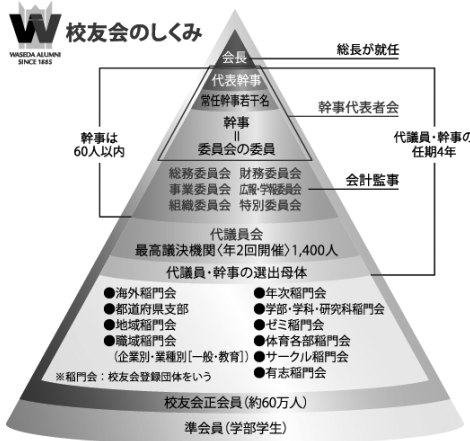 WASEDA ALUMNI
SINCE 1885
校友会のしくみ
会長
総長が就任
代表幹事
常任幹事若干名
幹事代表者会
幹事
＝
委員会の委員
幹事は
60人以内
代議員・幹事の
任期4年
総務委員会 財務委員会
事業委員会 広報・学報委員会
組織委員会 特別委員会
会計監事
代議員会
最高議決機関〈年2回開催〉1,400人
代議員・幹事の選出母体
●海外稲門会
●都道府県支部
●地域稲門会
●職域稲門会
(企業別・業種別[一般・教育])
※稲門会：校友会登録団体をいう
●年次稲門会
●学部・学科・研究科稲門会
●ゼミ稲門会
●体育各部稲門会
●サークル稲門会
●有志稲門会
校友会正会員(約60万人)
準会員(学部学生)